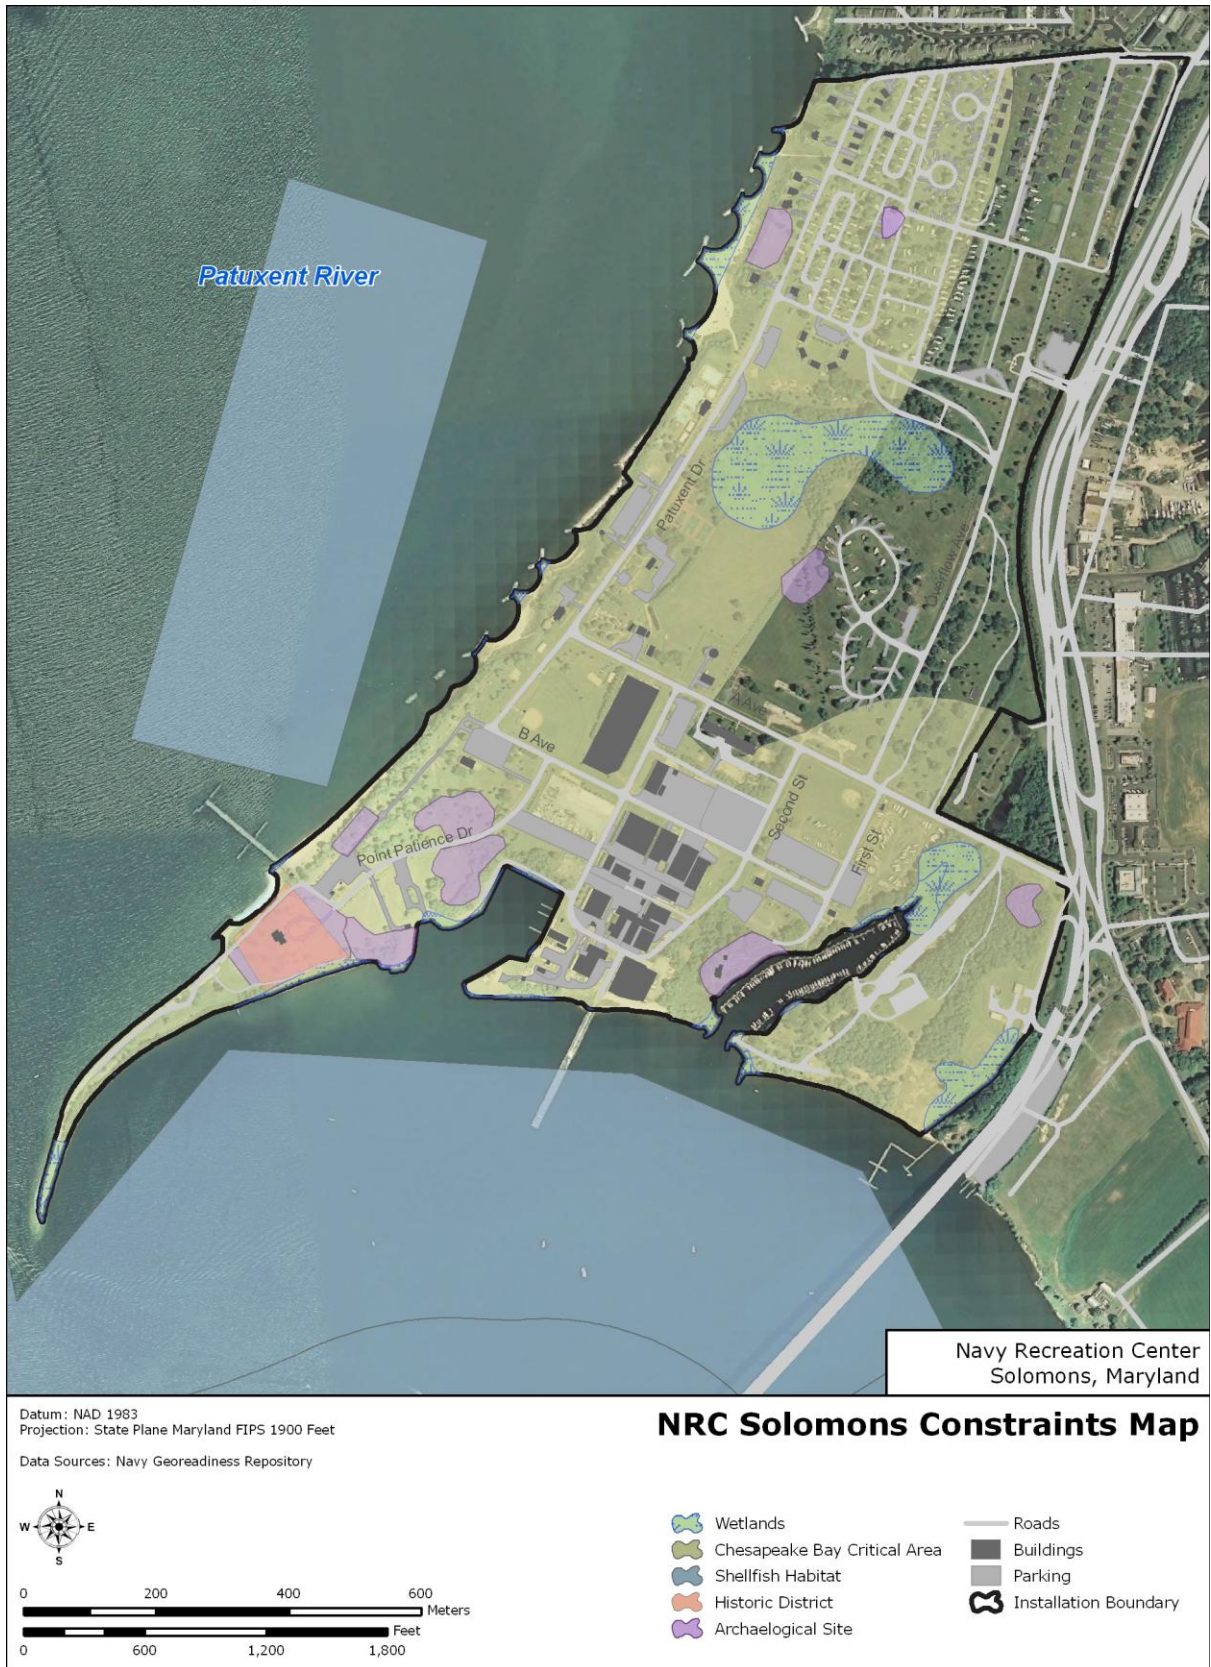 Patuxent River
Patuxent Dr
Overflow Ave
A Ave
B Ave
Second St
First St
Point Patience Dr
Navy Recreation Center
Solomons, Maryland
Datum: NAD 1983
Projection: State Plane Maryland FIPS 1900 Feet
Data Sources: Navy Georeadiness Repository
NRC Solomons Constraints Map
N
W E
S
0 200 400 600
Meters
Feet
0 600 1,200 1,800
Wetlands
Chesapeake Bay Critical Area
Shellfish Habitat
Historic District
Archaelogical Site
Roads
Buildings
Parking
Installation Boundary